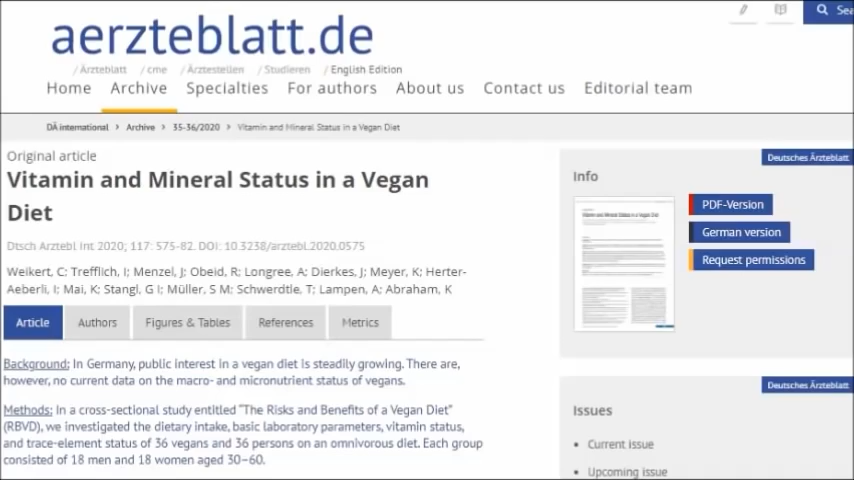 Sea
aerzteblatt.de
/ Ärzteblatt / cme / Ärztestellen / Studieren / English Edition
Home Archive Specialties For authors About us Contact us Editorial team
DÄ international > Archive > 35-36/2020 > Vitamin and Mineral Status in a Vegan Diet
Original article
Vitamin and Mineral Status in a Vegan
Diet
Dtsch Arztebl Int 2020; 117: 575-82. DOI: 10.3238/arztebl.2020.0575
Weikert, C; Trefflich, I; Menzel, J; Obeid, R; Longree, A; Dierkes, J; Meyer, K; Herter-
Aeberli, I; Mai, K; Stangl, G I; Müller, S M; Schwerdtle, T; Lampen, A; Abraham, K
Article Authors Figures & Tables References Metrics
Background: In Germany, public interest in a vegan diet is steadily growing. There are,
however, no current data on the macro- and micronutrient status of vegans.
Methods: In a cross-sectional study entitled "The Risks and Benefits of a Vegan Diet"
(RBVD), we investigated the dietary intake, basic laboratory parameters, vitamin status,
and trace-element status of 36 vegans and 36 persons on an omnivorous diet. Each group
consisted of 18 men and 18 women aged 30–60.
Deutsches Ärzteblatt
Info
Vitamin and Mineral Status in a Vegan Diet
PDF-Version
German version
Request permissions
Deutsches Ärzteblatt
Issues
• Current issue
• Upcoming issue